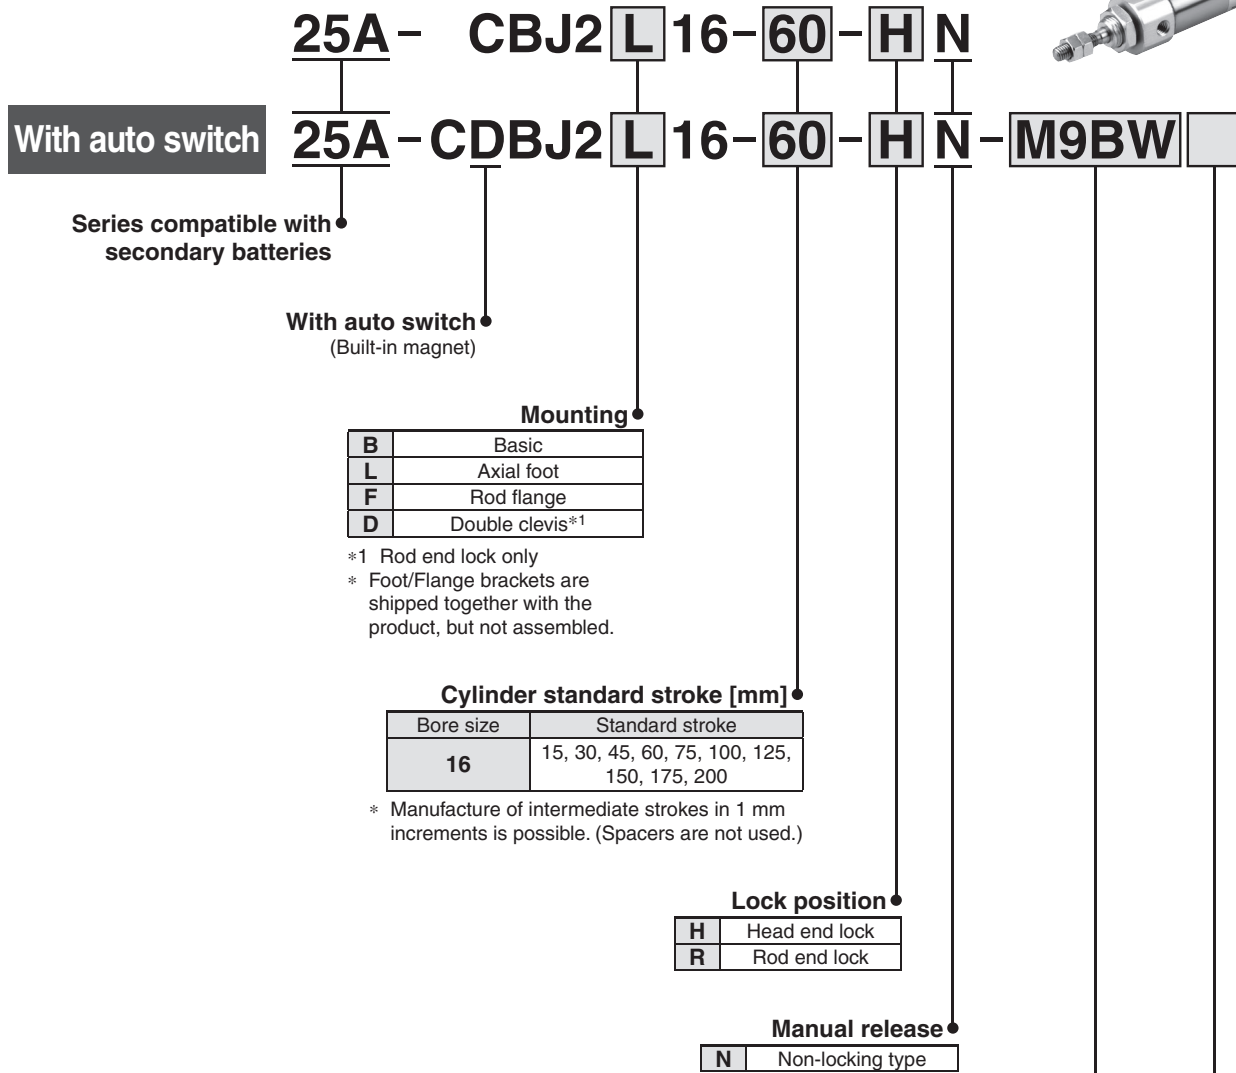 25A - CBJ2 L 16-60-H N
With auto switch 25A - CDBJ2 L 16-60-H N-M9BW
Series compatible with
secondary batteries
With auto switch
(Built-in magnet)
Mounting
B Basic
L Axial foot
F Rod flange
D Double clevis*1
*1 Rod end lock only
* Foot/Flange brackets are
shipped together with the
product, but not assembled.
Cylinder standard stroke [mm]
Bore size Standard stroke
16 15, 30, 45, 60, 75, 100, 125,
150, 175, 200
* Manufacture of intermediate strokes in 1 mm
increments is possible. (Spacers are not used.)
Lock position
H Head end lock
R Rod end lock
Manual release
N Non-locking type